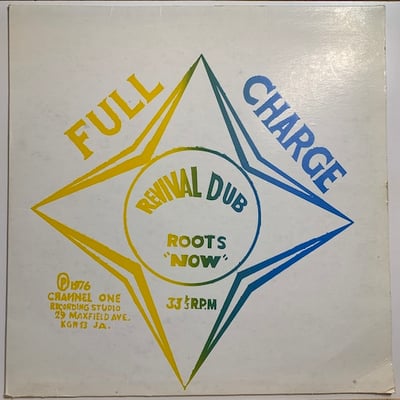 FULL CHARGE
REVIVAL DUB
ROOTS
"NOW"
℗1976
CHANNEL ONE
RECORDING STUDIO
29 MAXFIELD AVE.
KGN 13 JA.
33⅓ R.P.M